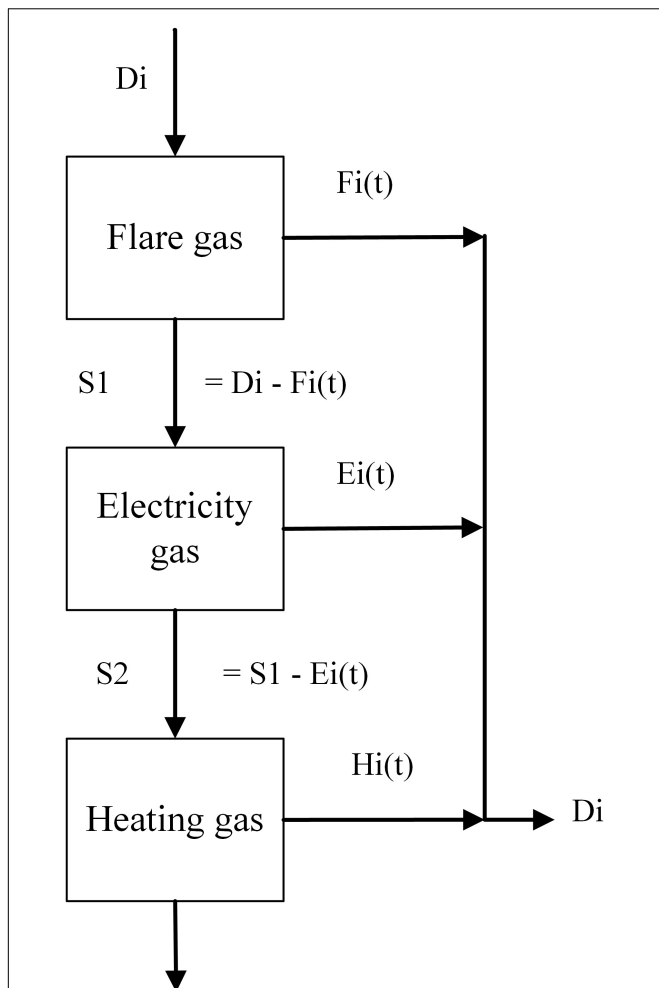 Di
Fi(t)
Flare gas
S1 = Di - Fi(t)
Ei(t)
Electricity
gas
S2 = S1 - Ei(t)
Hi(t)
Heating gas
Di